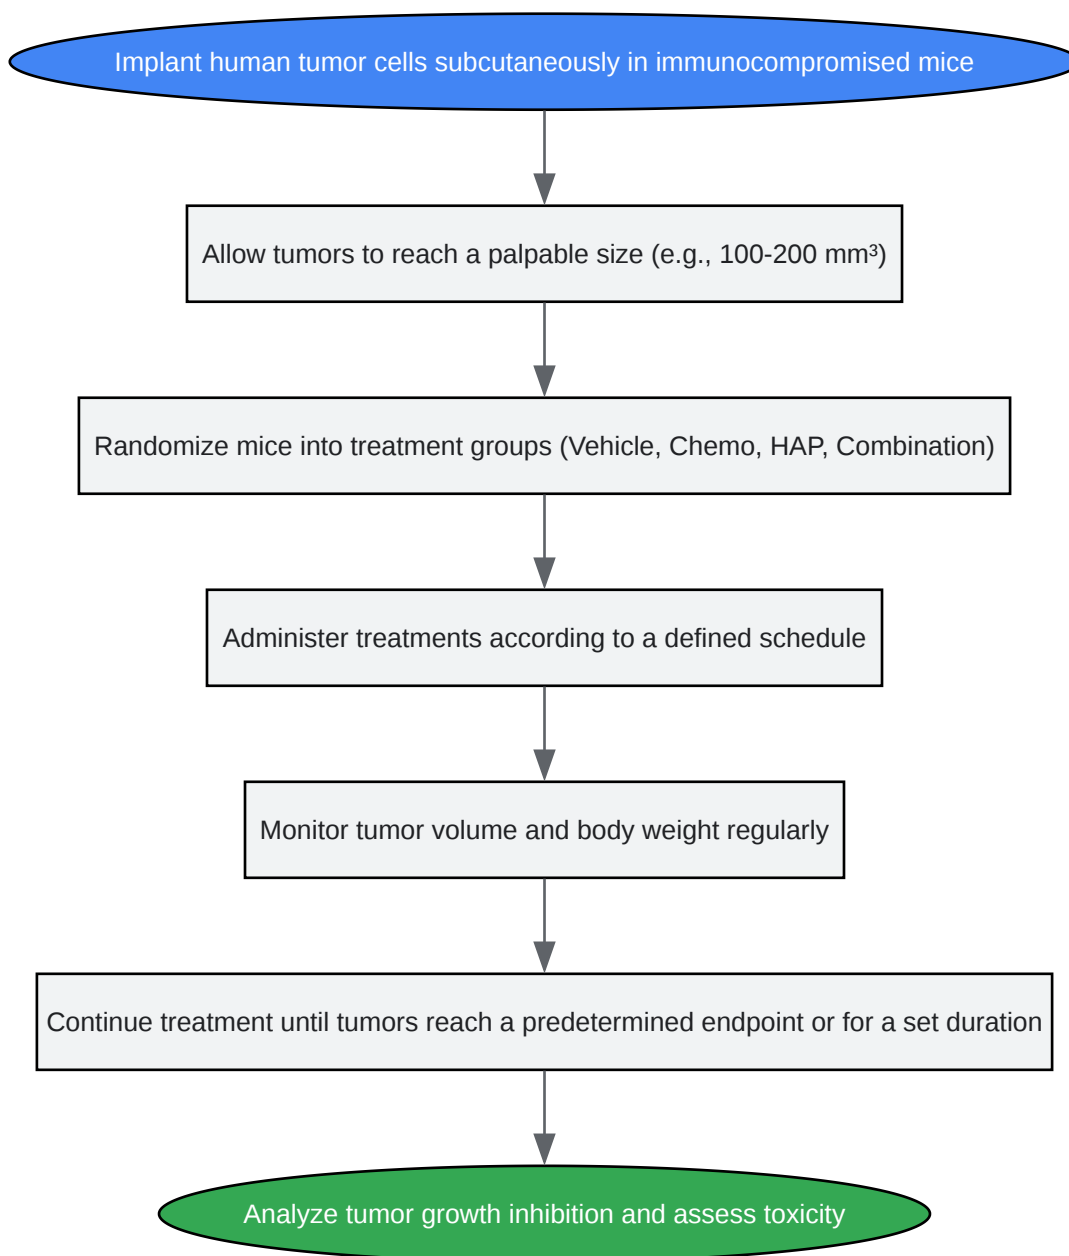 Implant human tumor cells subcutaneously in immunocompromised mice
Allow tumors to reach a palpable size (e.g., 100-200 mm³)
Randomize mice into treatment groups (Vehicle, Chemo, HAP, Combination)
Administer treatments according to a defined schedule
Monitor tumor volume and body weight regularly
Continue treatment until tumors reach a predetermined endpoint or for a set duration
Analyze tumor growth inhibition and assess toxicity